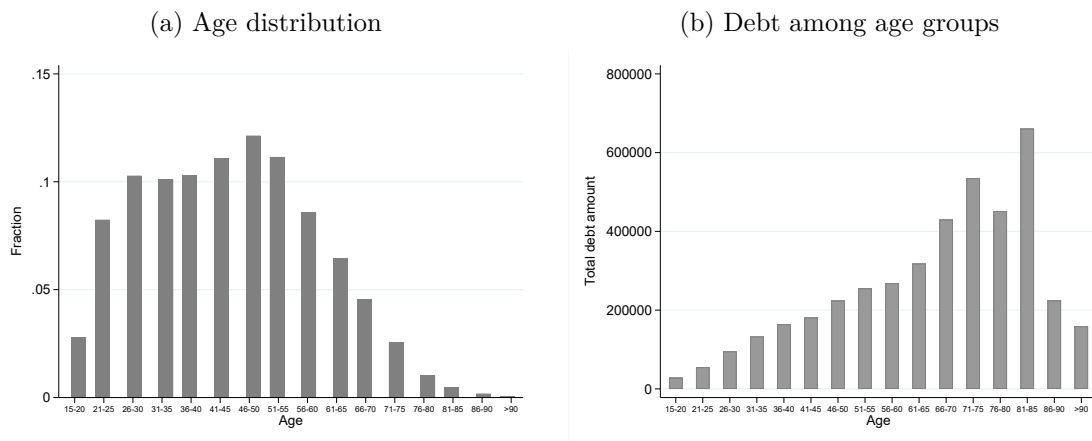 (a) Age distribution
.15
.1
.05
0
Fraction
15-20 21-25 26-30 31-35 36-40 41-45 46-50 51-55 56-60 61-65 66-70 71-75 76-80 81-85 86-90 >90
Age
(b) Debt among age groups
800000
600000
400000
200000
0
Total debt amount
15-20 21-25 26-30 31-35 36-40 41-45 46-50 51-55 56-60 61-65 66-70 71-75 76-80 81-85 86-90 >90
Age